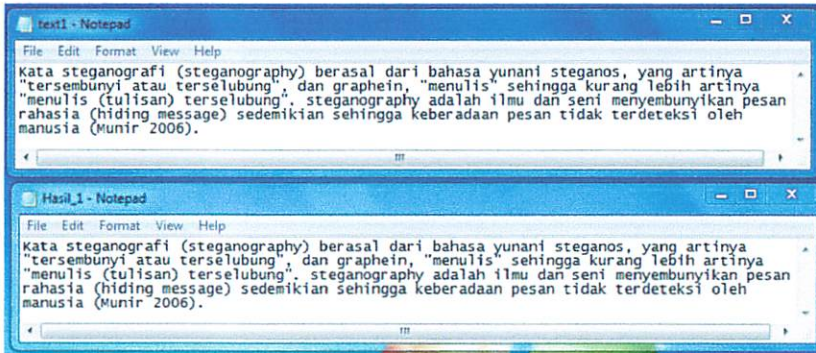 text1 - Notepad
File Edit Format View Help
Kata steganografi (steganography) berasal dari bahasa yunani steganos, yang artinya
"tersembunyi atau terselubung", dan graphein, "menulis" sehingga kurang lebih artinya
"menulis (tulisan) terselubung". steganography adalah ilmu dan seni menyembunyikan pesan
rahasia (hiding message) sedemikian sehingga keberadaan pesan tidak terdeteksi oleh
manusia (Munir 2006).
Hasil_1 - Notepad
File Edit Format View Help
Kata steganografi (steganography) berasal dari bahasa yunani steganos, yang artinya
"tersembunyi atau terselubung", dan graphein, "menulis" sehingga kurang lebih artinya
"menulis (tulisan) terselubung". steganography adalah ilmu dan seni menyembunyikan pesan
rahasia (hiding message) sedemikian sehingga keberadaan pesan tidak terdeteksi oleh
manusia (Munir 2006).